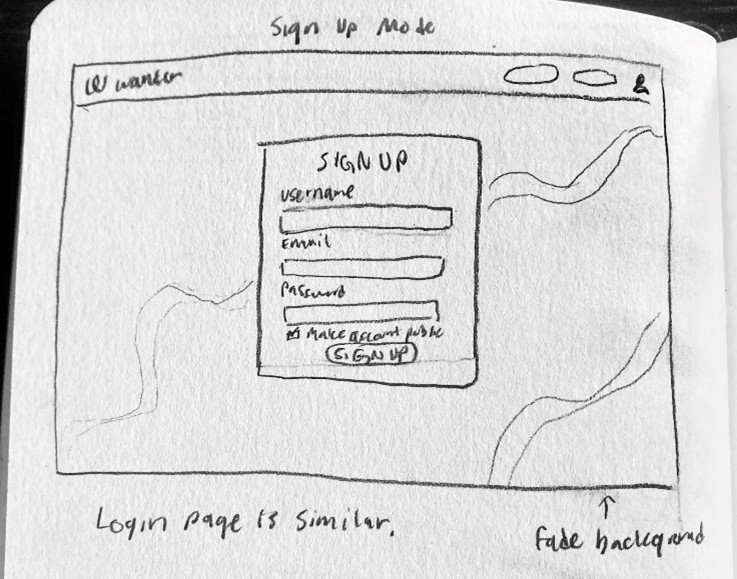 Sign Up Mode
W wander
SIGN UP
username
Email
Password
Make account public
SIGN UP
Login page is similar.
Fade background